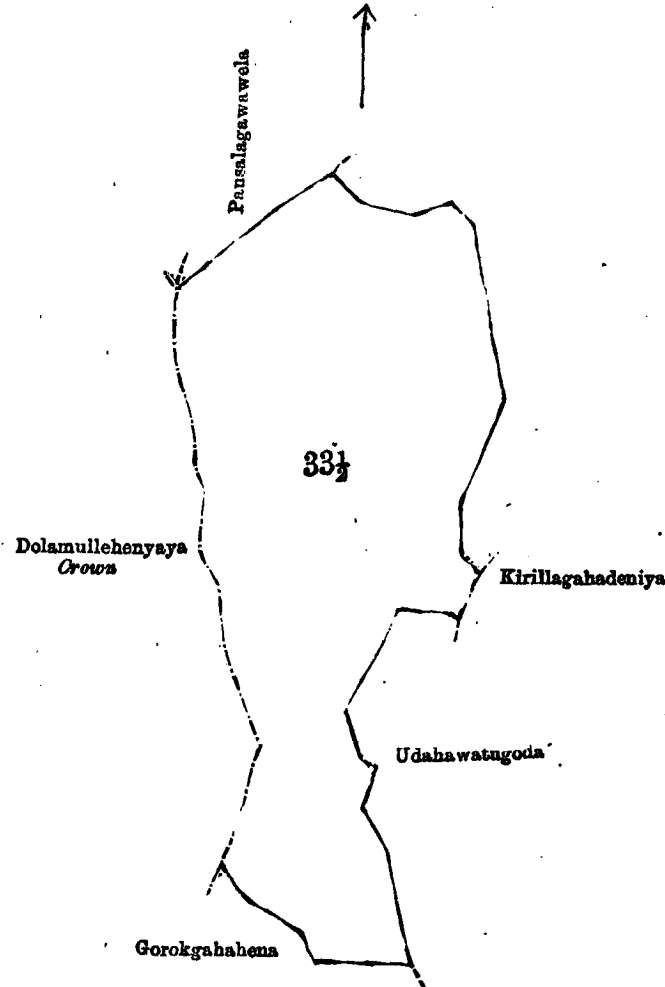 Pansalagawawela
33½
Dolamullehenyaya
Crown
Kirillagahadeniya
Udahawatugoda
Gorokgahahena